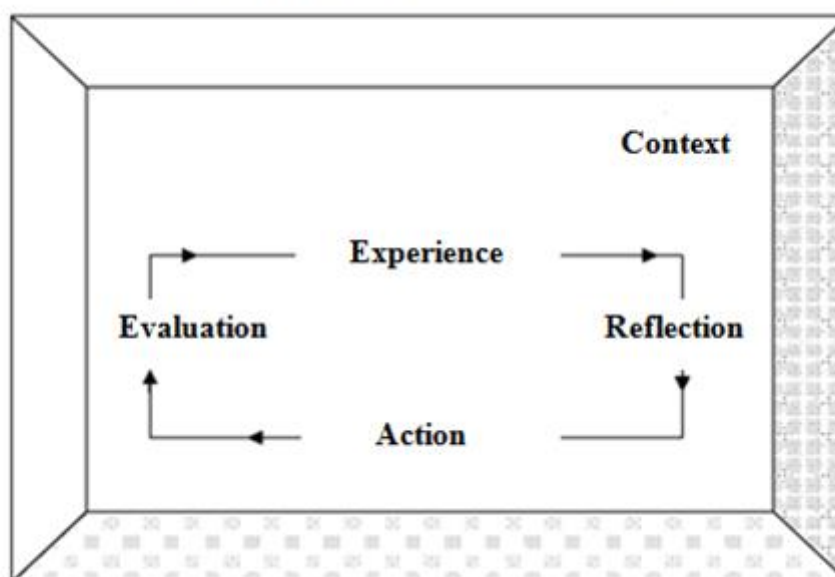 Context
Experience
Evaluation
Reflection
Action